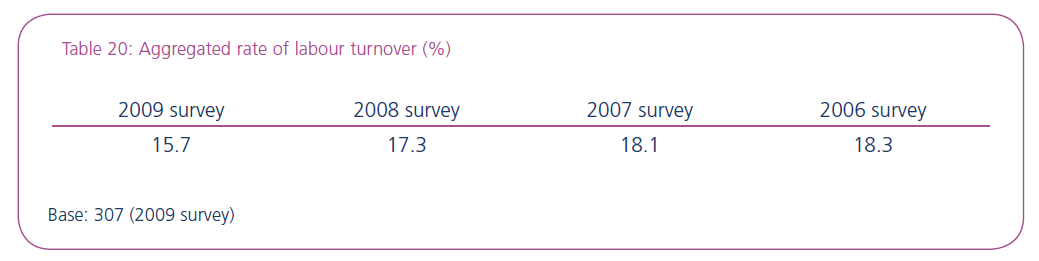 Table 20: Aggregated rate of labour turnover (%)
2009 survey 2008 survey 2007 survey 2006 survey
15.7 17.3 18.1 18.3
Base: 307 (2009 survey)